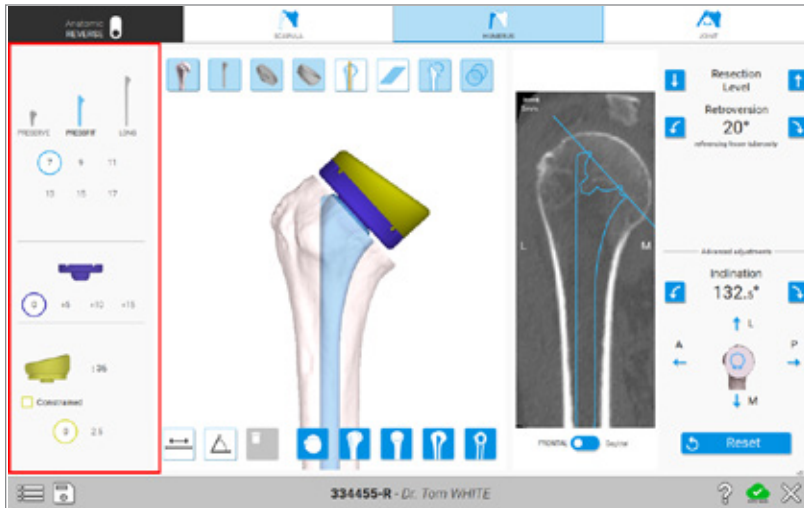 Anatomic
REVERSE
SCAPULA
HUMERUS
JOINT
PRESERVE PRESSFIT LONG
7 9 11
13 15 17
0 +5 +10 +15
36
Constrained
0 2.5
L M
FRONTAL Sagittal
Resection
Level
Retroversion
20°
referencing lesser tuberosity
Advanced adjustments
Inclination
132.5°
L
A P
M
Reset
334455-R - Dr. Tom WHITE
?